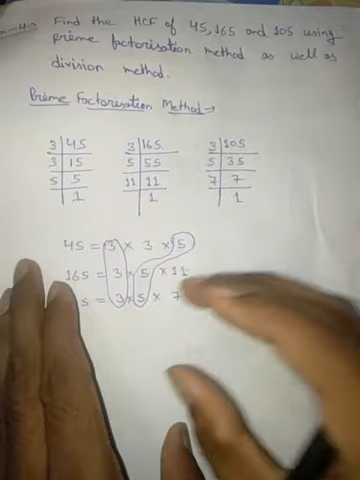 Find the HCF of 45, 165 and 105 using
prime factorisation method as well as
division method.
Prime Factorisation Method →
3 | 45
3 | 15
5 | 5
1
3 | 165
5 | 55
11 | 11
1
3 | 105
5 | 35
7 | 7
1
45 = 3 × 3 × 5
165 = 3 × 5 × 11
5 = 3 × 5 × 7